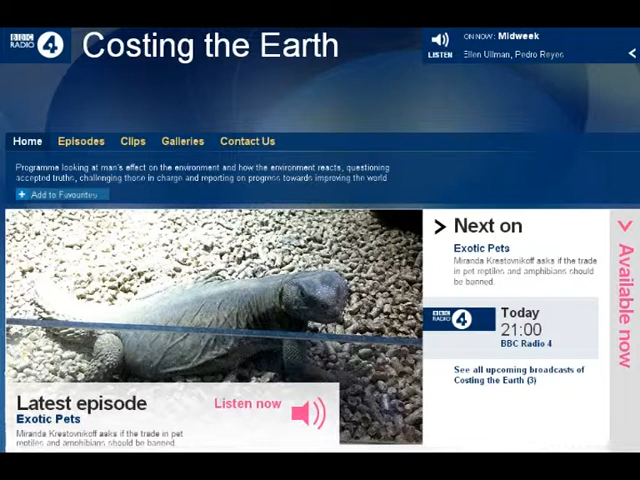 BBC
RADIO 4
Costing the Earth
LISTEN
ON NOW: Midweek
Ellen Ullman, Pedro Reyes
Home
Episodes
Clips
Galleries
Contact Us
Programme looking at man's effect on the environment and how the environment reacts, questioning
accepted truths, challenging those in charge and reporting on progress towards improving the world
+ Add to Favourites
Next on
Exotic Pets
Miranda Krestovnikoff asks if the trade
in pet reptiles and amphibians should
be banned.
BBC
RADIO 4
Today
21:00
BBC Radio 4
See all upcoming broadcasts of
Costing the Earth (3)
Available now
Latest episode
Listen now
Exotic Pets
Miranda Krestovnikoff asks if the trade in pet
reptiles and amphibians should be banned.